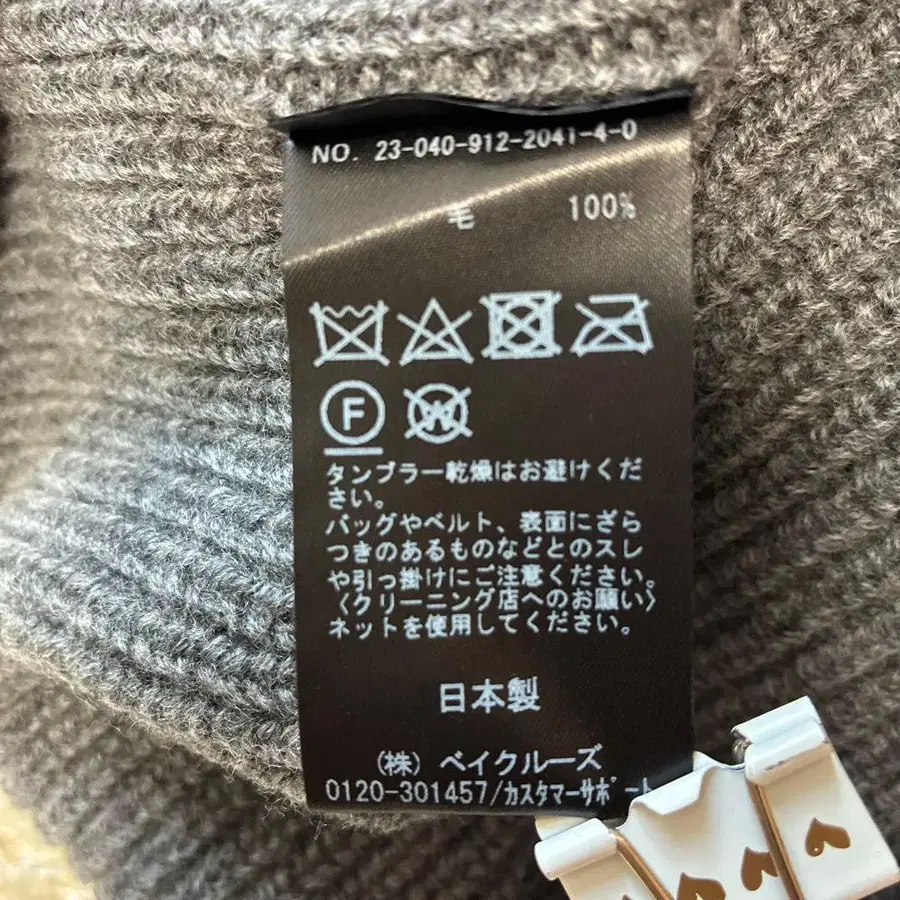 NO. 23-040-912-2041-4-0
毛 100%
F W
タンブラー乾燥はお避けくだ
さい。
バッグやベルト、表面にざら
つきのあるものなどとのスレ
や引っ掛けにご注意ください。
〈クリーニング店へのお願い〉
ネットを使用してください。
日本製
(株) ベイクルーズ
0120-301457/カスタマーサポート